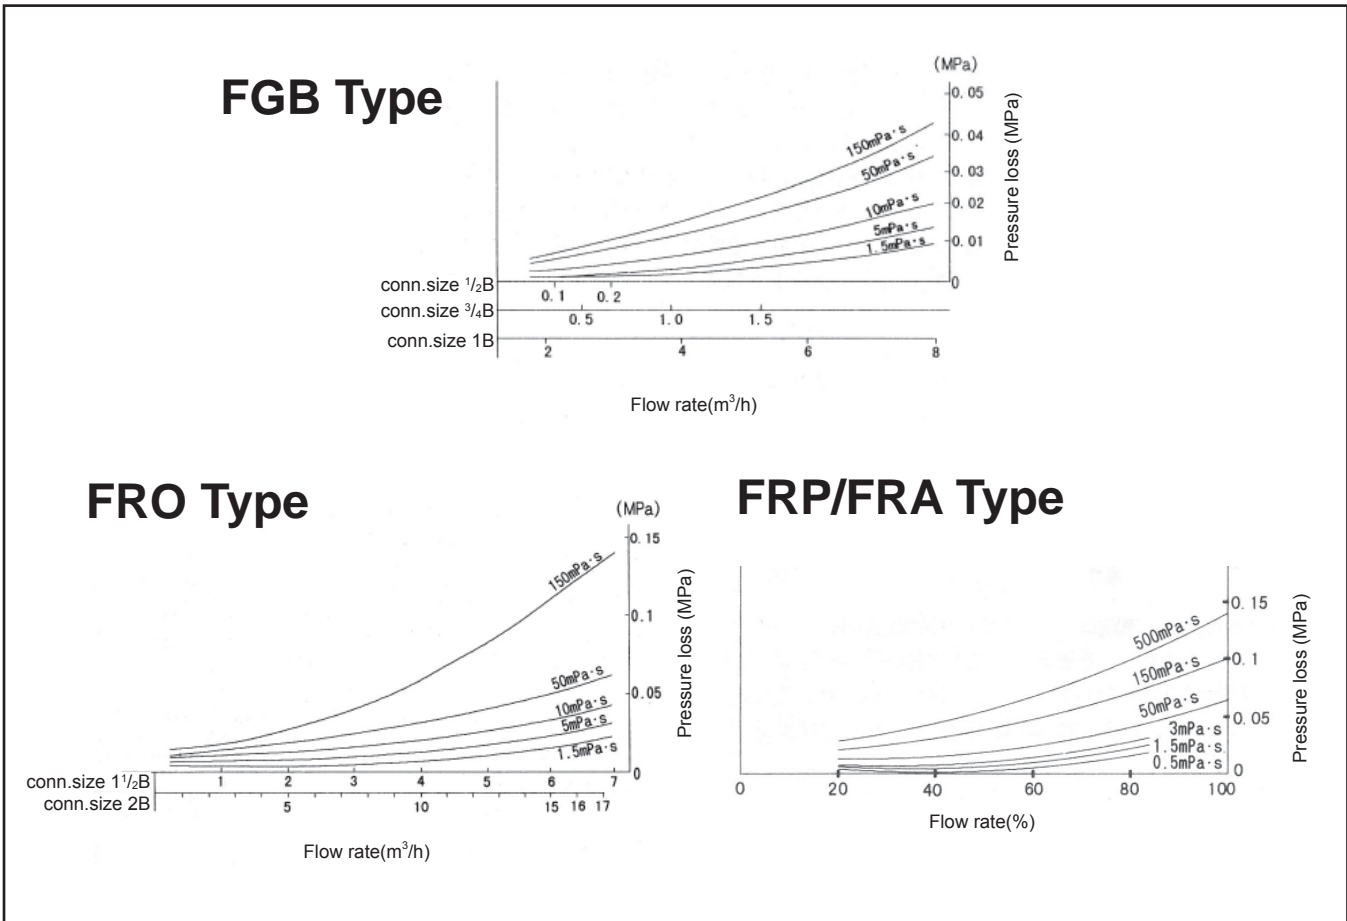 FGB Type
(MPa)
0.05
0.04
0.03
0.02
0.01
0
Pressure loss (MPa)
150mPa·s
50mPa·s
10mPa·s
5mPa·s
1.5mPa·s
conn.size 1/2B
0.1 0.2
conn.size 3/4B
0.5 1.0 1.5
conn.size 1B
2 4 6 8
Flow rate(m³/h)
FRO Type
(MPa)
0.15
0.1
0.05
0
Pressure loss (MPa)
150mPa·s
50mPa·s
10mPa·s
5mPa·s
1.5mPa·s
conn.size 1 1/2B
1 2 3 4 5 6 7
conn.size 2B
5 10 15 16 17
Flow rate(m³/h)
FRP/FRA Type
0.15
0.1
0.05
0
Pressure loss (MPa)
500mPa·s
150mPa·s
50mPa·s
3mPa·s
1.5mPa·s
0.5mPa·s
0 20 40 60 80 100
Flow rate(%)